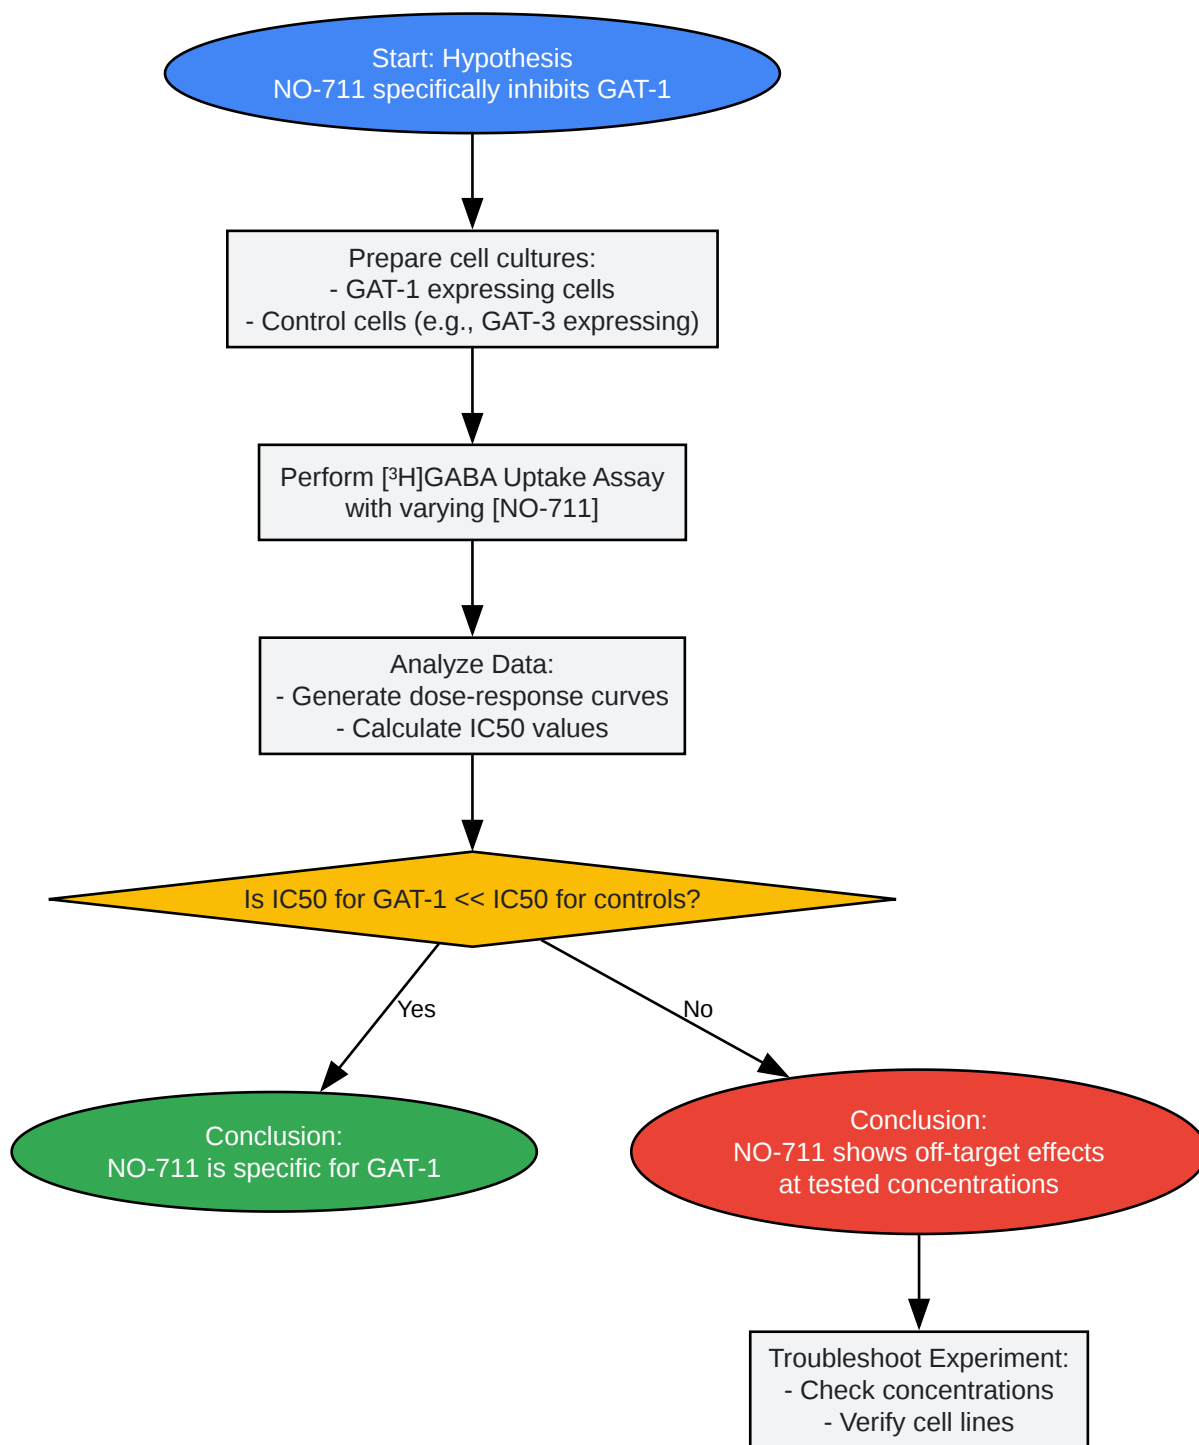 Start: Hypothesis
NO-711 specifically inhibits GAT-1
Prepare cell cultures:
- GAT-1 expressing cells
- Control cells (e.g., GAT-3 expressing)
Perform [³H]GABA Uptake Assay
with varying [NO-711]
Analyze Data:
- Generate dose-response curves
- Calculate IC50 values
Is IC50 for GAT-1 << IC50 for controls?
Yes
No
Conclusion:
NO-711 is specific for GAT-1
Conclusion:
NO-711 shows off-target effects
at tested concentrations
Troubleshoot Experiment:
- Check concentrations
- Verify cell lines